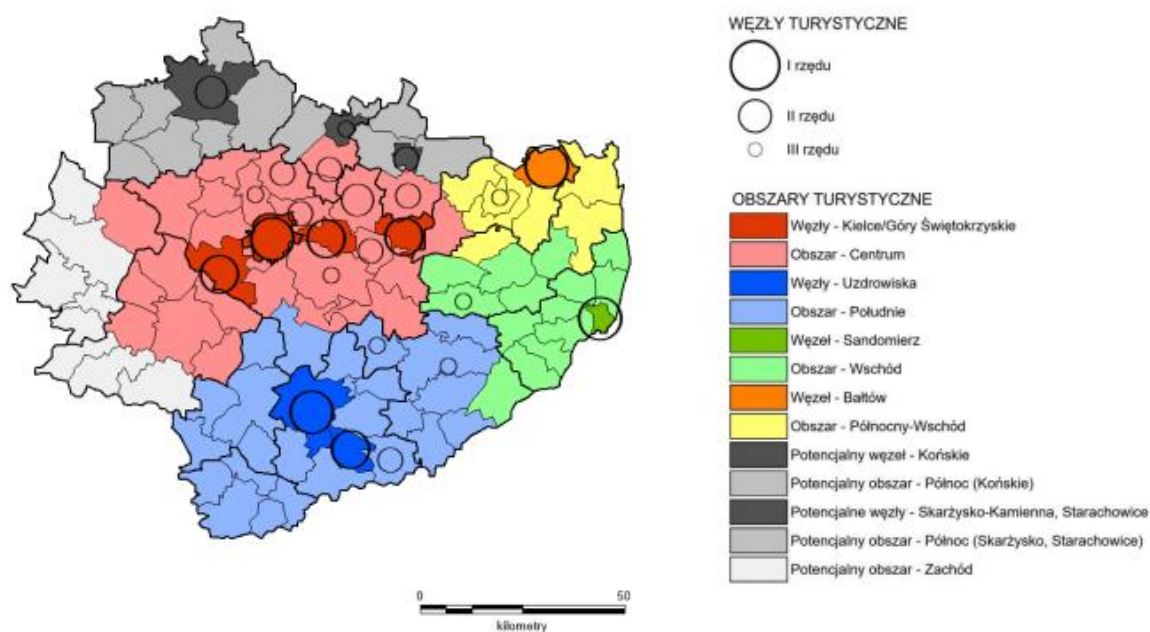 WĘZŁY TURYSTYCZNE
I rzędu
II rzędu
III rzędu
OBSZARY TURYSTYCZNE
Węzły - Kielce/Góry Świętokrzyskie
Obszar - Centrum
Węzły - Uzdrowiska
Obszar - Południe
Węzeł - Sandomierz
Obszar - Wschód
Węzeł - Bałtów
Obszar - Północny-Wschód
Potencjalny węzeł - Końskie
Potencjalny obszar - Północ (Końskie)
Potencjalne węzły - Skarżysko-Kamienna, Starachowice
Potencjalny obszar - Północ (Skarżysko, Starachowice)
Potencjalny obszar - Zachód
0 50
kilometry